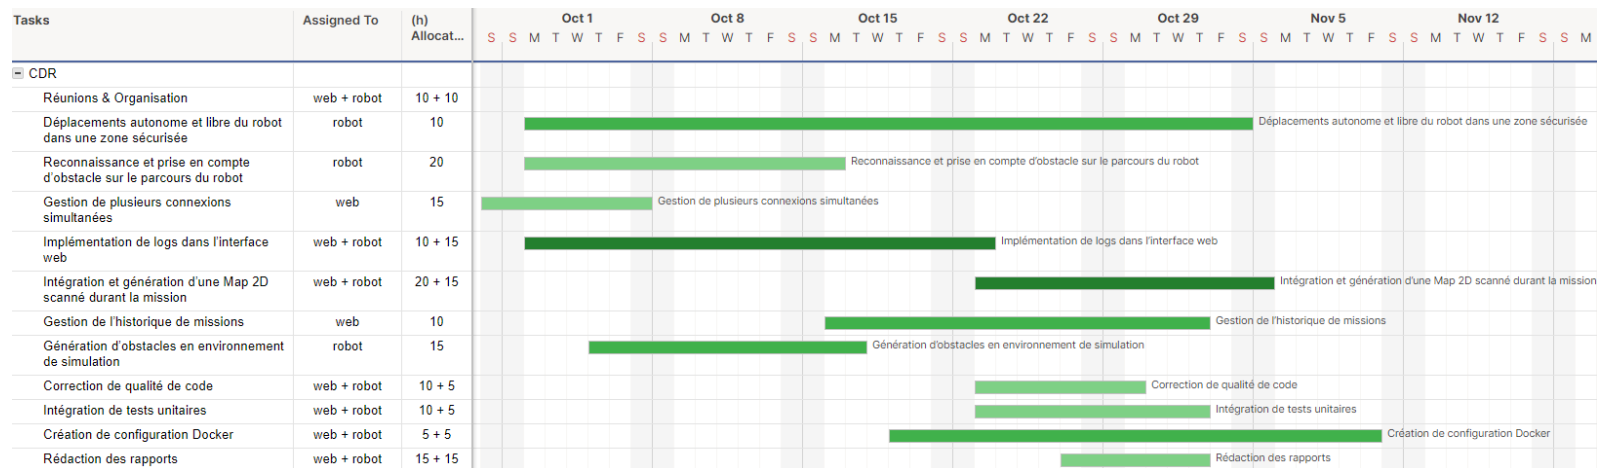 Tasks Assigned To (h) Oct 1 Oct 8 Oct 15 Oct 22 Oct 29 Nov 5 Nov 12
Allocat... S S M T W T F S S M T W T F S S M T W T F S S M T W T F S S M T W T F S S M T W T F S S M T W T F S S M
CDR
Réunions & Organisation web + robot 10 + 10
Déplacements autonome et libre du robot robot 10 Déplacements autonome et libre du robot dans une zone sécurisée
dans une zone sécurisée
Reconnaissance et prise en compte robot 20 Reconnaissance et prise en compte d'obstacle sur le parcours du robot
d'obstacle sur le parcours du robot
Gestion de plusieurs connexions web 15 Gestion de plusieurs connexions simultanées
simultanées
Implémentation de logs dans l'interface web + robot 10 + 15 Implémentation de logs dans l'interface web
web
Intégration et génération d'une Map 2D web + robot 20 + 15 Intégration et génération d'une Map 2D scanné durant la mission
scanné durant la mission
Gestion de l'historique de missions web 10 Gestion de l'historique de missions
Génération d'obstacles en environnement robot 15 Génération d'obstacles en environnement de simulation
de simulation
Correction de qualité de code web + robot 10 + 5 Correction de qualité de code
Intégration de tests unitaires web + robot 10 + 5 Intégration de tests unitaires
Création de configuration Docker web + robot 5 + 5 Création de configuration Docker
Rédaction des rapports web + robot 15 + 15 Rédaction des rapports